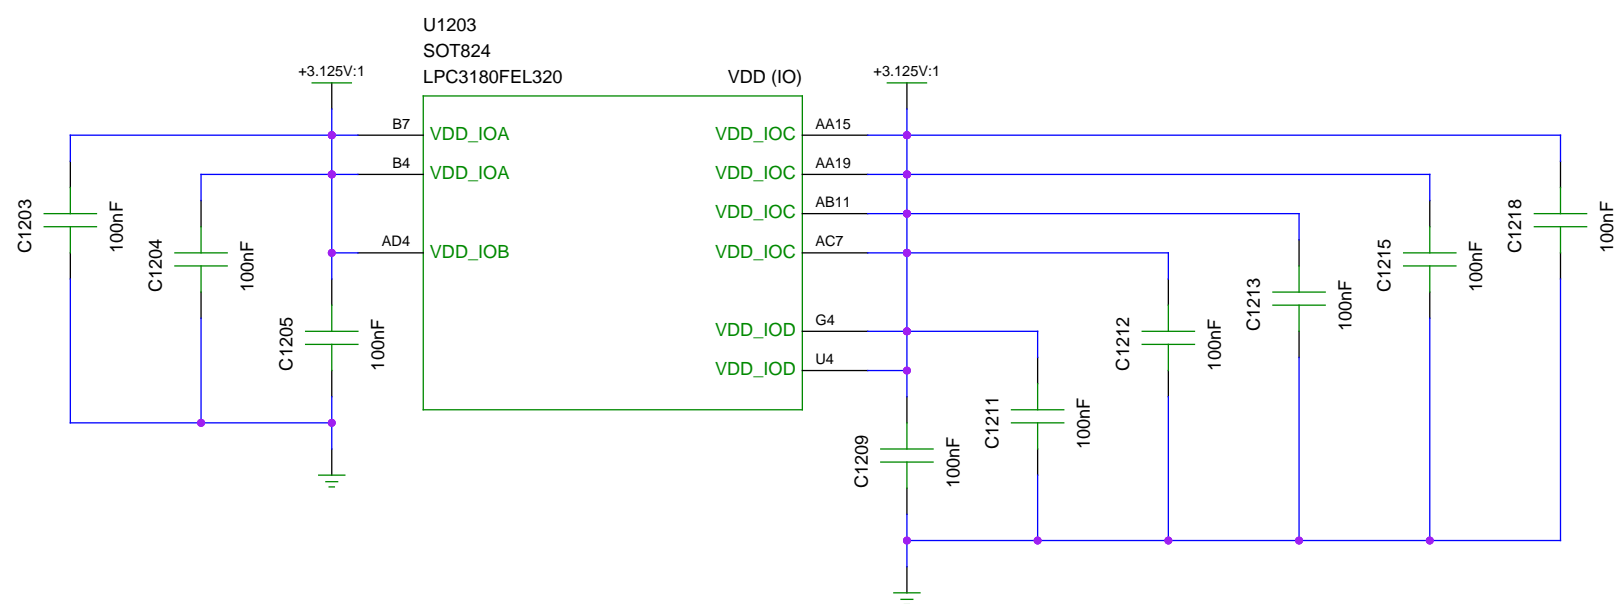 U1203
SOT824
LPC3180FEL320
VDD (IO)
+3.125V:1
+3.125V:1
B7
VDD_IOA
B4
VDD_IOA
AD4
VDD_IOB
VDD_IOC
AA15
VDD_IOC
AA19
VDD_IOC
AB11
VDD_IOC
AC7
VDD_IOD
G4
VDD_IOD
U4
C1203
100nF
C1204
100nF
C1205
100nF
C1209
100nF
C1211
100nF
C1212
100nF
C1213
100nF
C1215
100nF
C1218
100nF